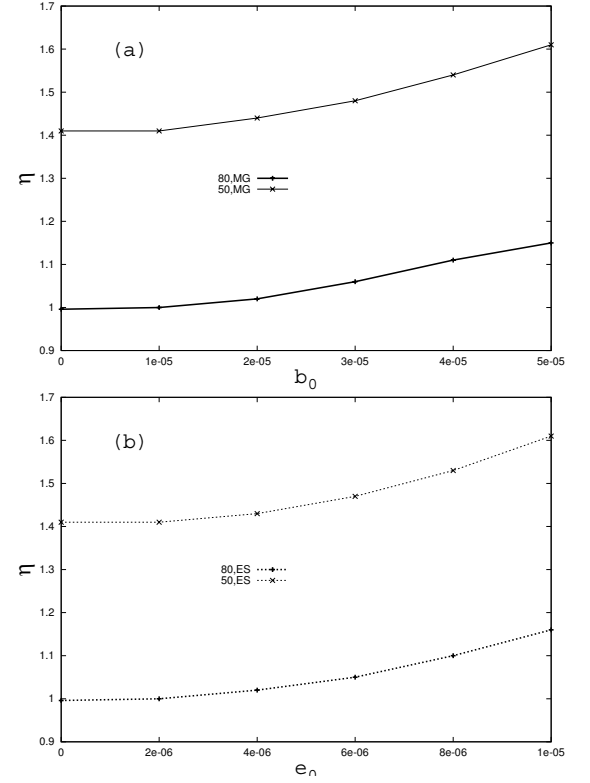 1.7
(a)
1.6
1.5
1.4
1.3
80,MG
50,MG
η
1.2
1.1
1
0.9
0 1e-05 2e-05 3e-05 4e-05 5e-05
b0
1.7
(b)
1.6
1.5
1.4
1.3
80,ES
50,ES
η
1.2
1.1
1
0.9
0 2e-06 4e-06 6e-06 8e-06 1e-05
e0